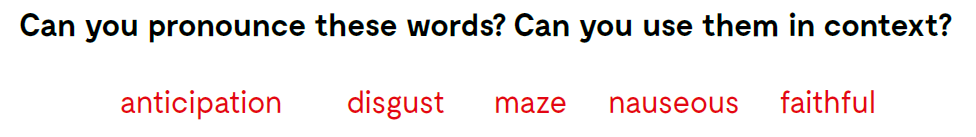 Can you pronounce these words? Can you use them in context?
anticipation disgust maze nauseous faithful